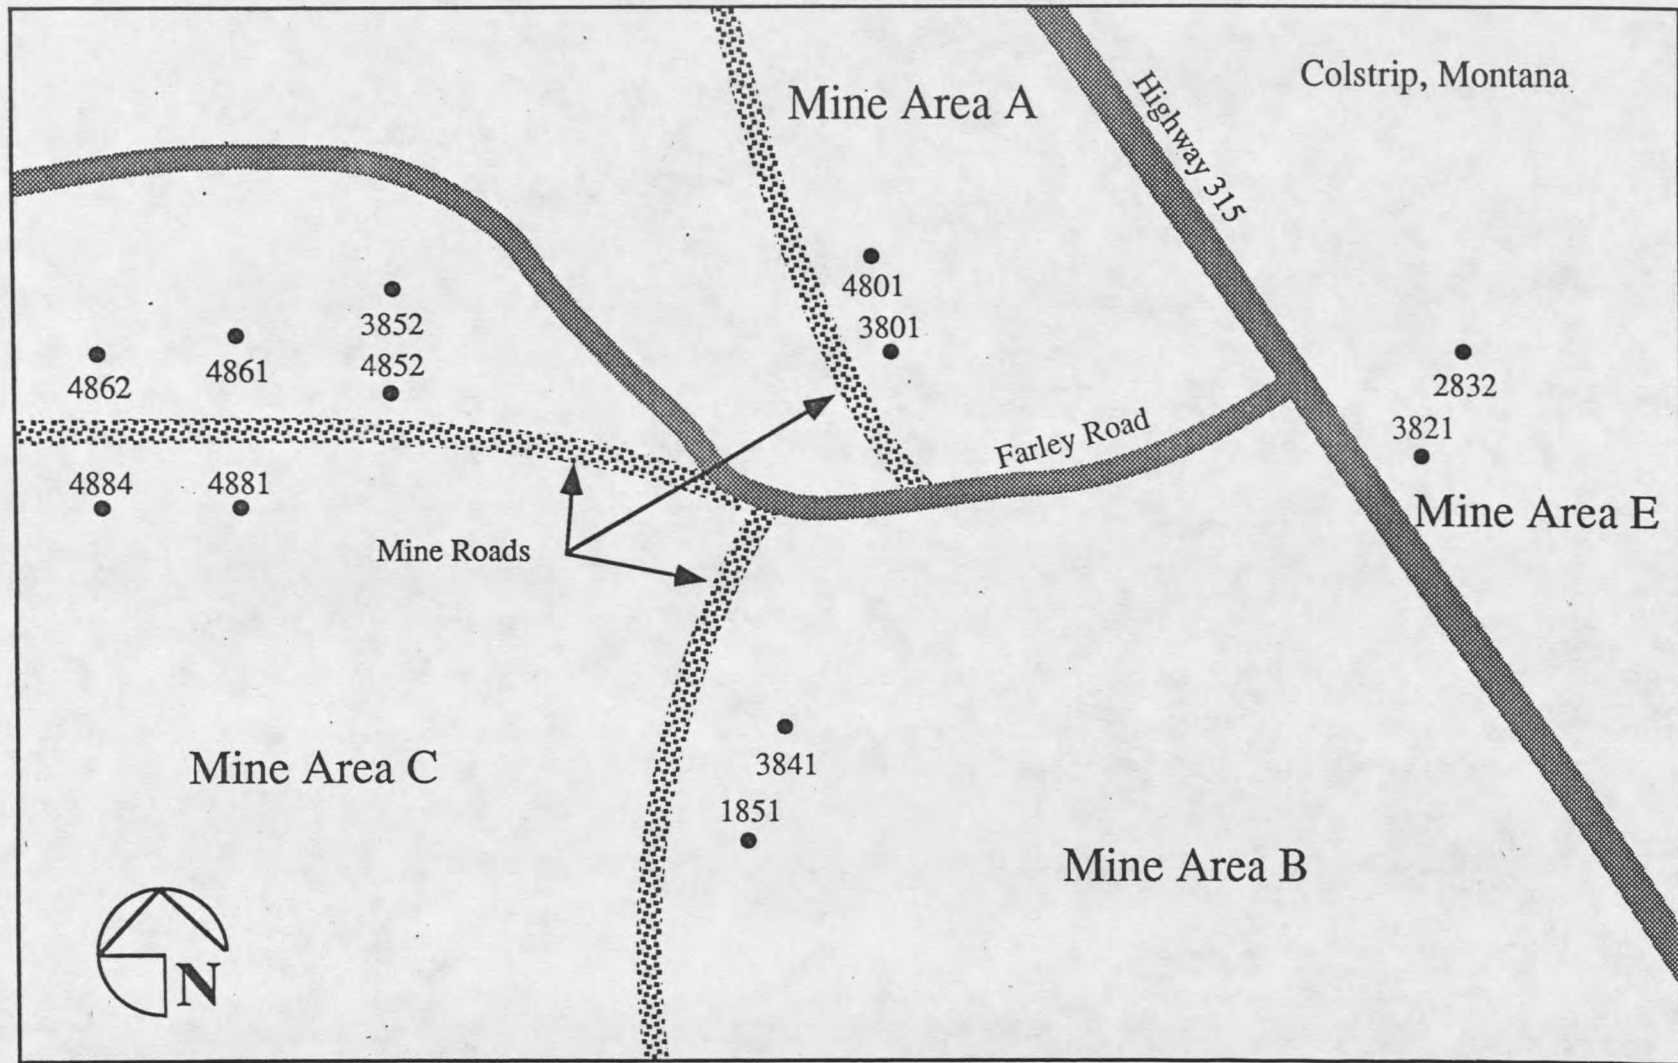 Colstrip, Montana
Mine Area A
Highway 315
4801
3801
3852
4852
4861
4862
2832
3821
Farley Road
4884
4881
Mine Area E
Mine Roads
3841
1851
Mine Area C
Mine Area B
N